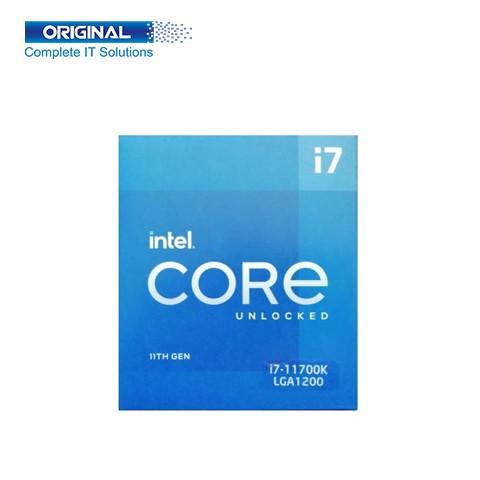 ORIGINAL
Complete IT Solutions
i7
intel.
CORE
UNLOCKED
11TH GEN
i7-11700K
LGA1200